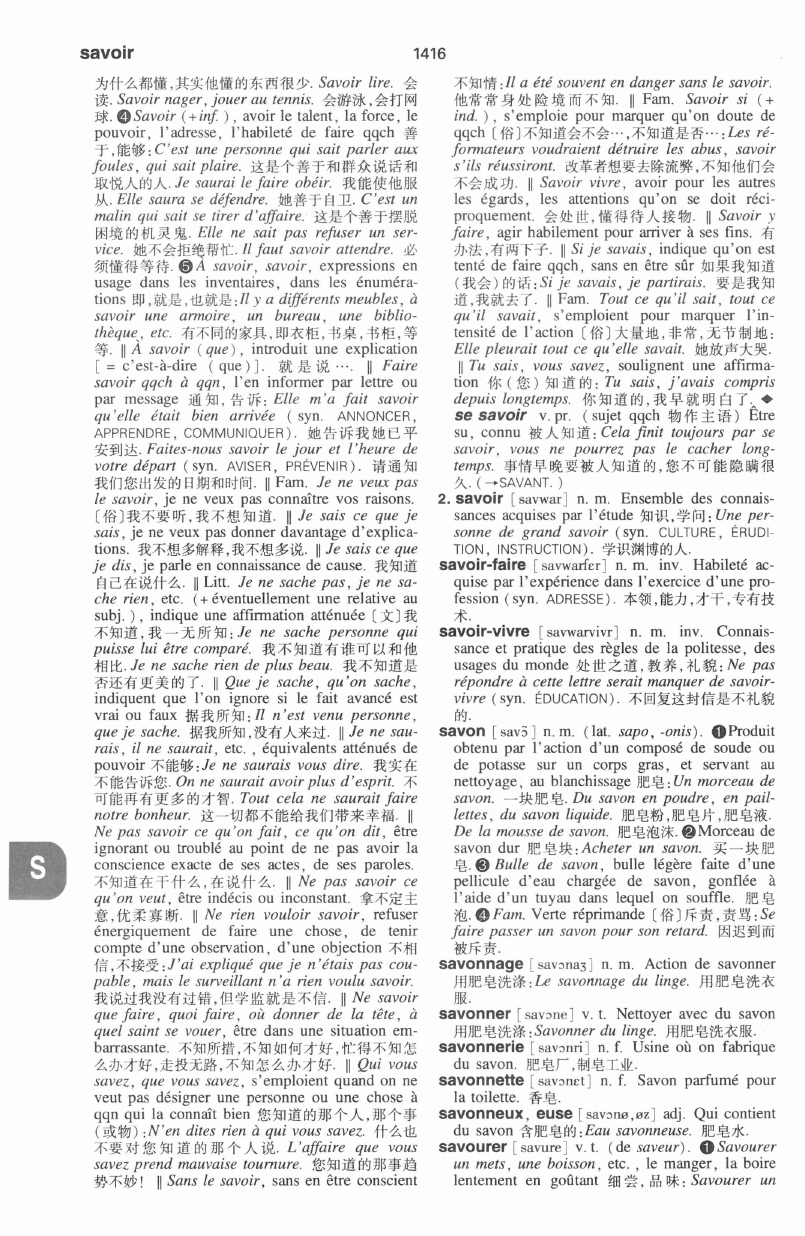 savoir
1416
为什么都懂,其实他懂的东西很少. Savoir lire. 会
读. Savoir nager, jouer au tennis. 会游泳,会打网
球. ❹Savoir (+inf. ), avoir le talent, la force, le
pouvoir, l'adresse, l'habileté de faire qqch 善
于,能够:C'est une personne qui sait parler aux
foules, qui sait plaire. 这是个善于和群众说话和
取悦人的人. Je saurai le faire obéir. 我能使他服
从. Elle saura se défendre. 她善于自卫. C'est un
malin qui sait se tirer d'affaire. 这是个善于摆脱
困境的机灵鬼. Elle ne sait pas refuser un ser-
vice. 她不会拒绝帮忙. Il faut savoir attendre. 必
须懂得等待. ❺À savoir, savoir, expressions en
usage dans les inventaires, dans les énuméra-
tions 即,就是,也就是:Il y a différents meubles, à
savoir une armoire, un bureau, une biblio-
thèque, etc. 有不同的家具,即衣柜,书桌,书柜,等
等. ‖ À savoir (que), introduit une explication
[ = c'est-à-dire ( que )]. 就是说 …. ‖ Faire
savoir qqch à qqn, l'en informer par lettre ou
par message 通知,告诉: Elle m'a fait savoir
qu'elle était bien arrivée ( syn. ANNONCER,
APPRENDRE, COMMUNIQUER). 她告诉我她已平
安到达. Faites-nous savoir le jour et l'heure de
votre départ (syn. AVISER, PRÉVENIR). 请通知
我们您出发的日期和时间. ‖ Fam. Je ne veux pas
le savoir, je ne veux pas connaître vos raisons.
〔俗〕我不要听,我不想知道. ‖ Je sais ce que je
sais, je ne veux pas donner davantage d'explica-
tions. 我不想多解释,我不想多说. ‖ Je sais ce que
je dis, je parle en connaissance de cause. 我知道
自己在说什么. ‖ Litt. Je ne sache pas, je ne sa-
che rien, etc. (+éventuellement une relative au
subj. ), indique une affirmation atténuée 〔文〕我
不知道,我一无所知: Je ne sache personne qui
puisse lui être comparé. 我不知道有谁可以和他
相比. Je ne sache rien de plus beau. 我不知道是
否还有更美的了. ‖ Que je sache, qu'on sache,
indiquent que l'on ignore si le fait avancé est
vrai ou faux 据我所知: Il n'est venu personne,
que je sache. 据我所知,没有人来过. ‖ Je ne sau-
rais, il ne saurait, etc. , équivalents atténués de
pouvoir 不能够:Je ne saurais vous dire. 我实在
不能告诉您. On ne saurait avoir plus d'esprit. 不
可能再有更多的才智. Tout cela ne saurait faire
notre bonheur. 这一切都不能给我们带来幸福. ‖
Ne pas savoir ce qu'on fait, ce qu'on dit, être
ignorant ou troublé au point de ne pas avoir la
conscience exacte de ses actes, de ses paroles.
不知道在干什么,在说什么. ‖ Ne pas savoir ce
qu'on veut, être indécis ou inconstant. 拿不定主
意,优柔寡断. ‖ Ne rien vouloir savoir, refuser
énergiquement de faire une chose, de tenir
compte d'une observation, d'une objection 不相
信,不接受:J'ai expliqué que je n'étais pas cou-
pable, mais le surveillant n'a rien voulu savoir.
我说过我没有过错,但学监就是不信. ‖ Ne savoir
que faire, quoi faire, où donner de la tête, à
quel saint se vouer, être dans une situation em-
barrassante. 不知所措,不知如何才好,忙得不知怎
么办才好,走投无路,不知怎么办才好. ‖ Qui vous
savez, que vous savez, s'emploient quand on ne
veut pas désigner une personne ou une chose à
qqn qui la connaît bien 您知道的那个人,那个事
(或物):N'en dites rien à qui vous savez. 什么也
不要对您知道的那个人说. L'affaire que vous
savez prend mauvaise tournure. 您知道的那事趋
势不妙! ‖ Sans le savoir, sans en être conscient
不知情:Il a été souvent en danger sans le savoir.
他常常身处险境而不知. ‖ Fam. Savoir si ( +
ind. ), s'emploie pour marquer qu'on doute de
qqch〔俗〕不知道会不会…,不知道是否…:Les ré-
formateurs voudraient détruire les abus, savoir
s'ils réussiront. 改革者想要去除流弊,不知他们会
不会成功. ‖ Savoir vivre, avoir pour les autres
les égards, les attentions qu'on se doit réci-
proquement. 会处世,懂得待人接物. ‖ Savoir y
faire, agir habilement pour arriver à ses fins. 有
办法,有两下子. ‖ Si je savais, indique qu'on est
tenté de faire qqch, sans en être sûr 如果我知道
(我会)的话:Si je savais, je partirais. 要是我知
道,我就去了. ‖ Fam. Tout ce qu'il sait, tout ce
qu'il savait, s'emploient pour marquer l'in-
tensité de l'action〔俗〕大量地,非常,无节制地:
Elle pleurait tout ce qu'elle savait. 她放声大哭.
‖ Tu sais, vous savez, soulignent une affirma-
tion 你 ( 您 ) 知道的: Tu sais, j'avais compris
depuis longtemps. 你知道的,我早就明白了. ◆
se savoir v. pr. ( sujet qqch 物作主语) Être
su, connu 被人知道:Cela finit toujours par se
savoir, vous ne pourrez pas le cacher long-
temps. 事情早晚要被人知道的,您不可能隐瞒很
久. (→SAVANT. )
2. savoir [savwar] n. m. Ensemble des connais-
sances acquises par l'étude 知识,学问:Une per-
sonne de grand savoir (syn. CULTURE, ÉRUDI-
TION, INSTRUCTION). 学识渊博的人.
savoir-faire [savwarfɛr] n. m. inv. Habileté ac-
quise par l'expérience dans l'exercice d'une pro-
fession (syn. ADRESSE). 本领,能力,才干,专有技
术.
savoir-vivre [savwarvivr] n. m. inv. Connais-
sance et pratique des règles de la politesse, des
usages du monde 处世之道,教养,礼貌:Ne pas
répondre à cette lettre serait manquer de savoir-
vivre (syn. ÉDUCATION). 不回复这封信是不礼貌
的.
savon [savɔ̃] n. m. (lat. sapo, -onis). ❶Produit
obtenu par l'action d'un composé de soude ou
de potasse sur un corps gras, et servant au
nettoyage, au blanchissage 肥皂:Un morceau de
savon. 一块肥皂. Du savon en poudre, en pail-
lettes, du savon liquide. 肥皂粉,肥皂片,肥皂液.
De la mousse de savon. 肥皂泡沫. ❷Morceau de
savon dur 肥皂块:Acheter un savon. 买一块肥
皂. ❸ Bulle de savon, bulle légère faite d'une
pellicule d'eau chargée de savon, gonflée à
l'aide d'un tuyau dans lequel on souffle. 肥皂
泡. ❹ Fam. Verte réprimande〔俗〕斥责,责骂:Se
faire passer un savon pour son retard. 因迟到而
被斥责.
savonnage [savɔnaʒ] n. m. Action de savonner
用肥皂洗涤:Le savonnage du linge. 用肥皂洗衣
服.
savonner [savɔne] v. t. Nettoyer avec du savon
用肥皂洗涤:Savonner du linge. 用肥皂洗衣服.
savonnerie [savɔnri] n. f. Usine où on fabrique
du savon. 肥皂厂,制皂工业.
savonnette [savɔnɛt] n. f. Savon parfumé pour
la toilette. 香皂.
savonneux, euse [savɔnø,øz] adj. Qui contient
du savon 含肥皂的:Eau savonneuse. 肥皂水.
savourer [savure] v. t. (de saveur). ❶Savourer
un mets, une boisson, etc. , le manger, la boire
lentement en goûtant 细尝,品味: Savourer un
S